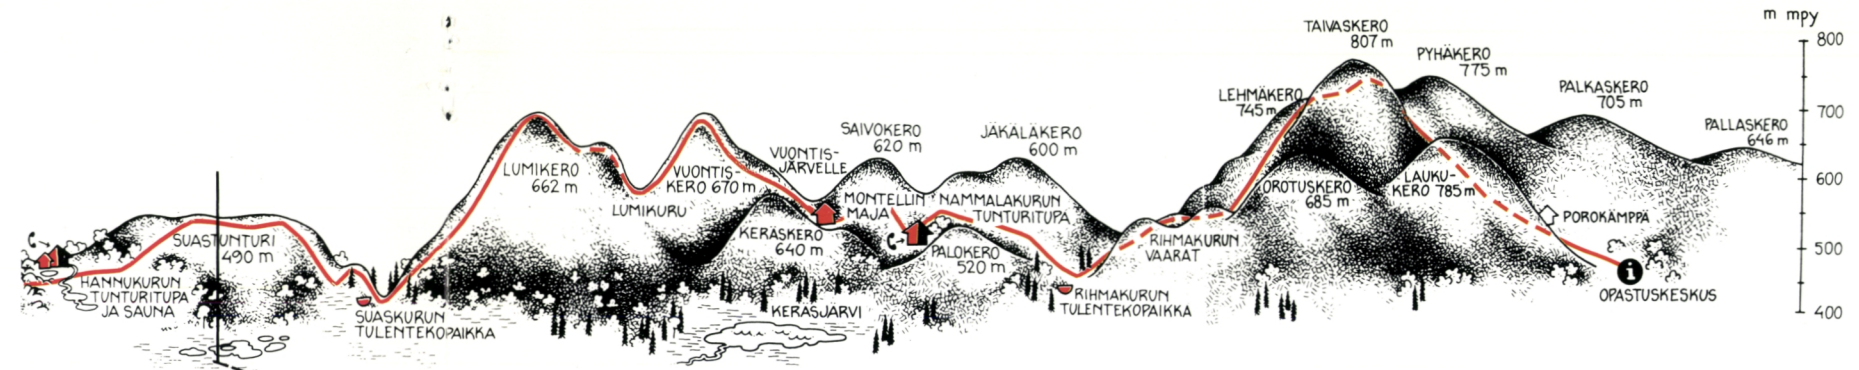 m mpy
800
700
600
500
400
HANNUKURUN
TUNTURITUPA
JA SAUNA
SUASTUNTURI
490 m
SUASKURUN
TULENTEKOPAIKKA
LUMIKERO
662 m
LUMIKURU
VUONTIS-
KERO 670 m
VUONTIS-
JÄRVELLE
KERÄSKERO
640 m
KERÄSJÄRVI
SAIVOKERO
620 m
MONTELLIN
MAJA
NAMMALAKURUN
TUNTURITUPA
PALOKERO
520 m
JÄKÄLÄKERO
600 m
RIHMAKURUN
TULENTEKOPAIKKA
RIHMAKURUN
VAARAT
LEHMÄKERO
745 m
OROTUSKERO
685 m
TAIVASKERO
807 m
LAUKU-
KERO 785 m
PYHÄKERO
775 m
PALKASKERO
705 m
PALLASKERO
646 m
POROKÄMPPÄ
i
OPASTUSKESKUS